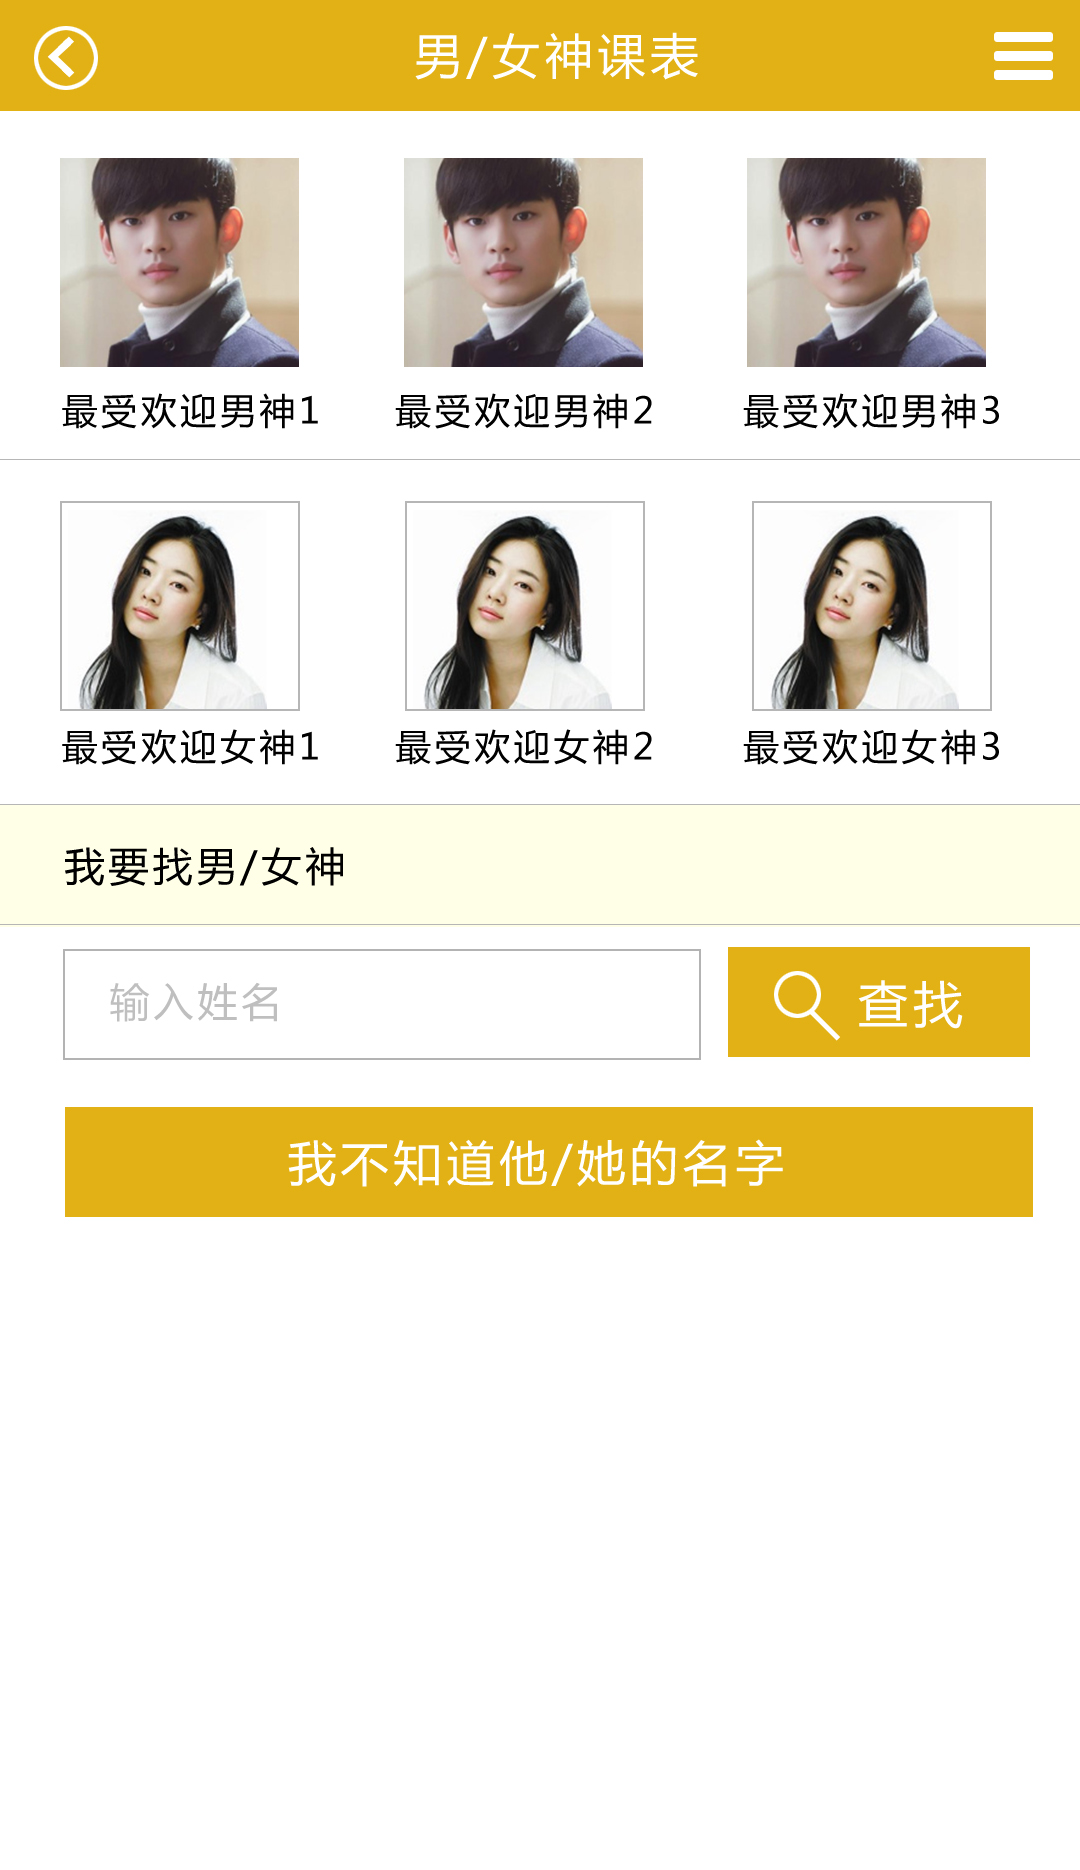 男/女神课表
最受欢迎男神1 最受欢迎男神2 最受欢迎男神3
最受欢迎女神1 最受欢迎女神2 最受欢迎女神3
我要找男/女神
输入姓名 查找
我不知道他/她的名字